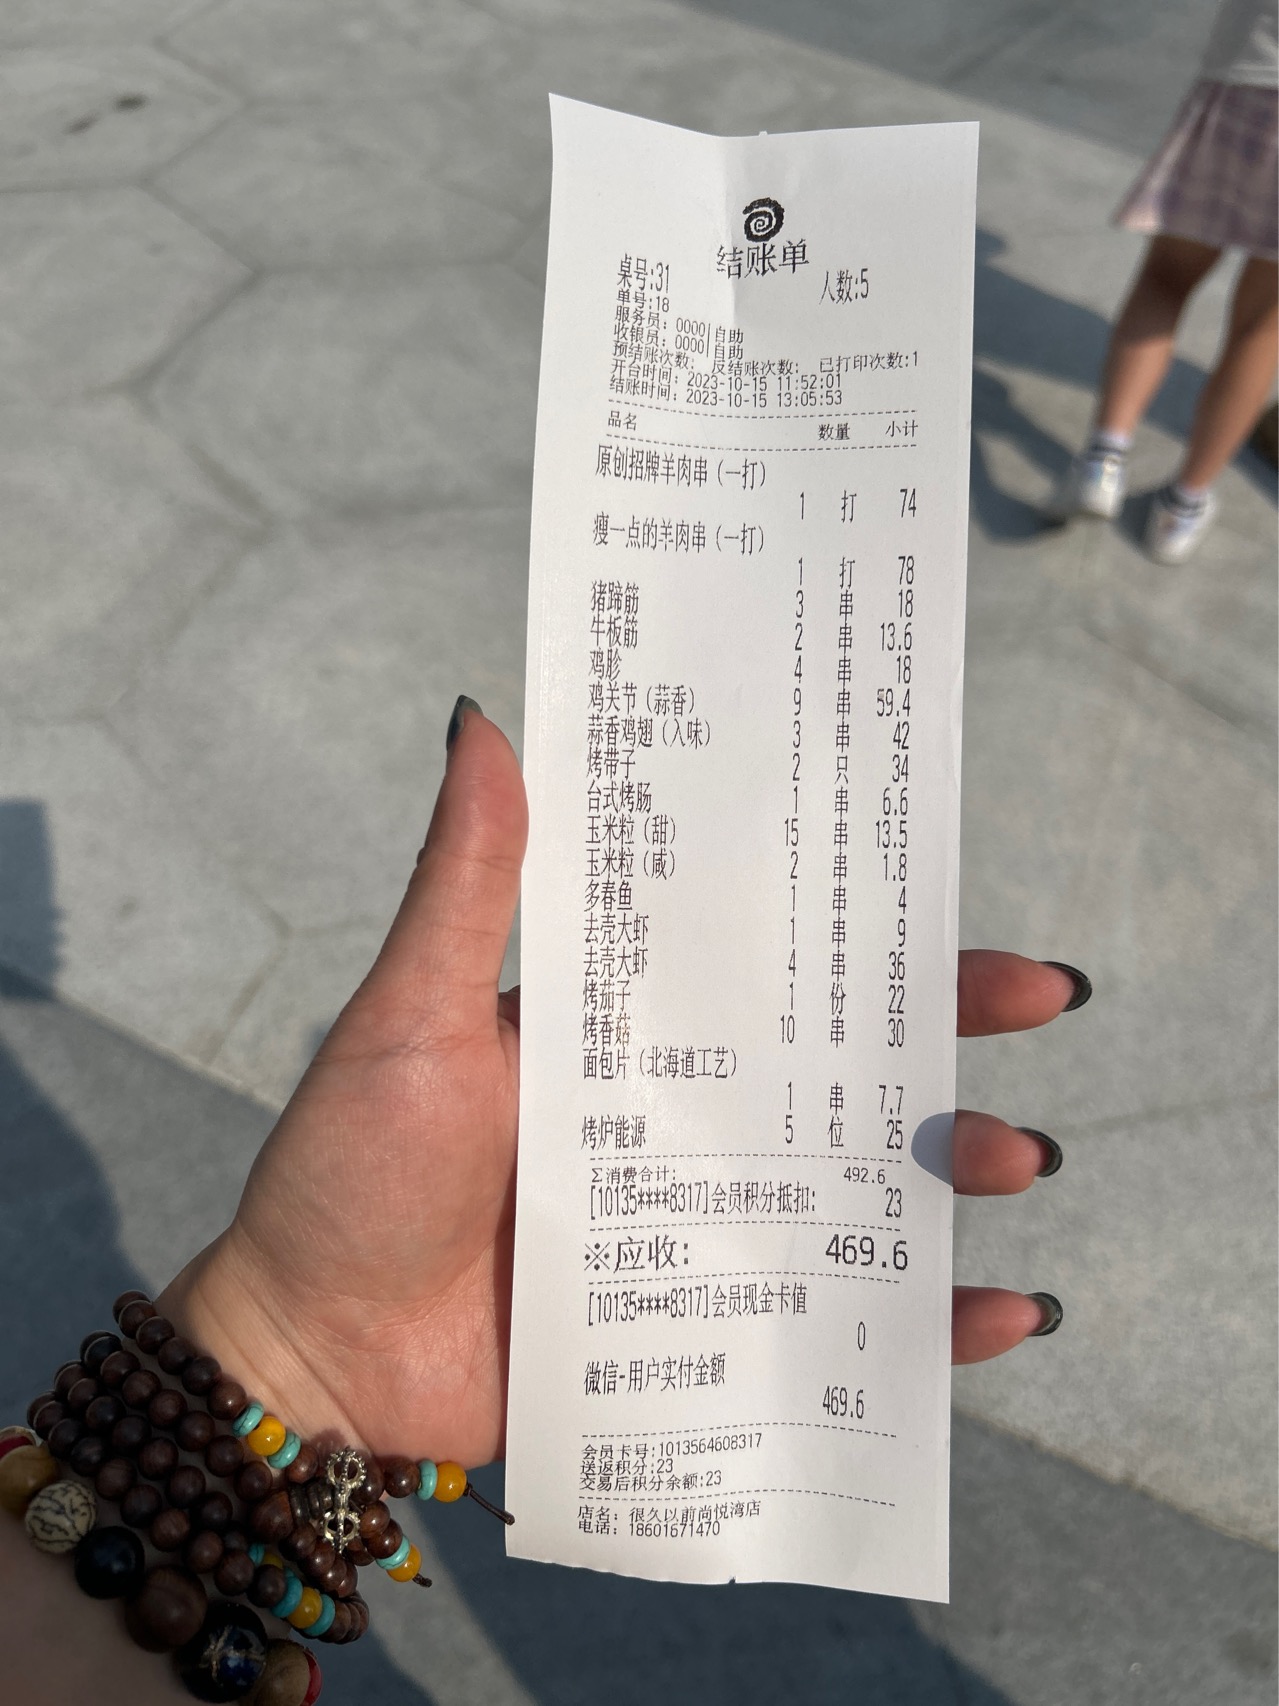 结账单
桌号:31 人数:5
单号:18
服务员: 0000|自助
收银员: 0000|自助
预结账次数: 反结账次数: 已打印次数:1
开台时间: 2023-10-15 11:52:01
结账时间: 2023-10-15 13:05:53
品名 数量 小计
原创招牌羊肉串(一打)
1 打 74
瘦一点的羊肉串(一打)
1 打 78
猪蹄筋 3 串 18
牛板筋 2 串 13.6
鸡胗 4 串 18
鸡关节(蒜香) 9 串 59.4
蒜香鸡翅(入味) 3 串 42
烤带子 2 只 34
台式烤肠 1 串 6.6
玉米粒(甜) 15 串 13.5
玉米粒(咸) 2 串 1.8
多春鱼 1 串 4
去壳大虾 1 串 9
去壳大虾 4 串 36
烤茄子 1 份 22
烤香菇 10 串 30
面包片(北海道工艺)
1 串 7.7
烤炉能源 5 位 25
Σ消费合计: 492.6
[10135****8317]会员积分抵扣: 23
※应收: 469.6
[10135****8317]会员现金卡值
0
微信-用户实付金额
469.6
会员卡号:1013564608317
送返积分:23
交易后积分余额:23
店名: 很久以前尚悦湾店
电话: 18601671470